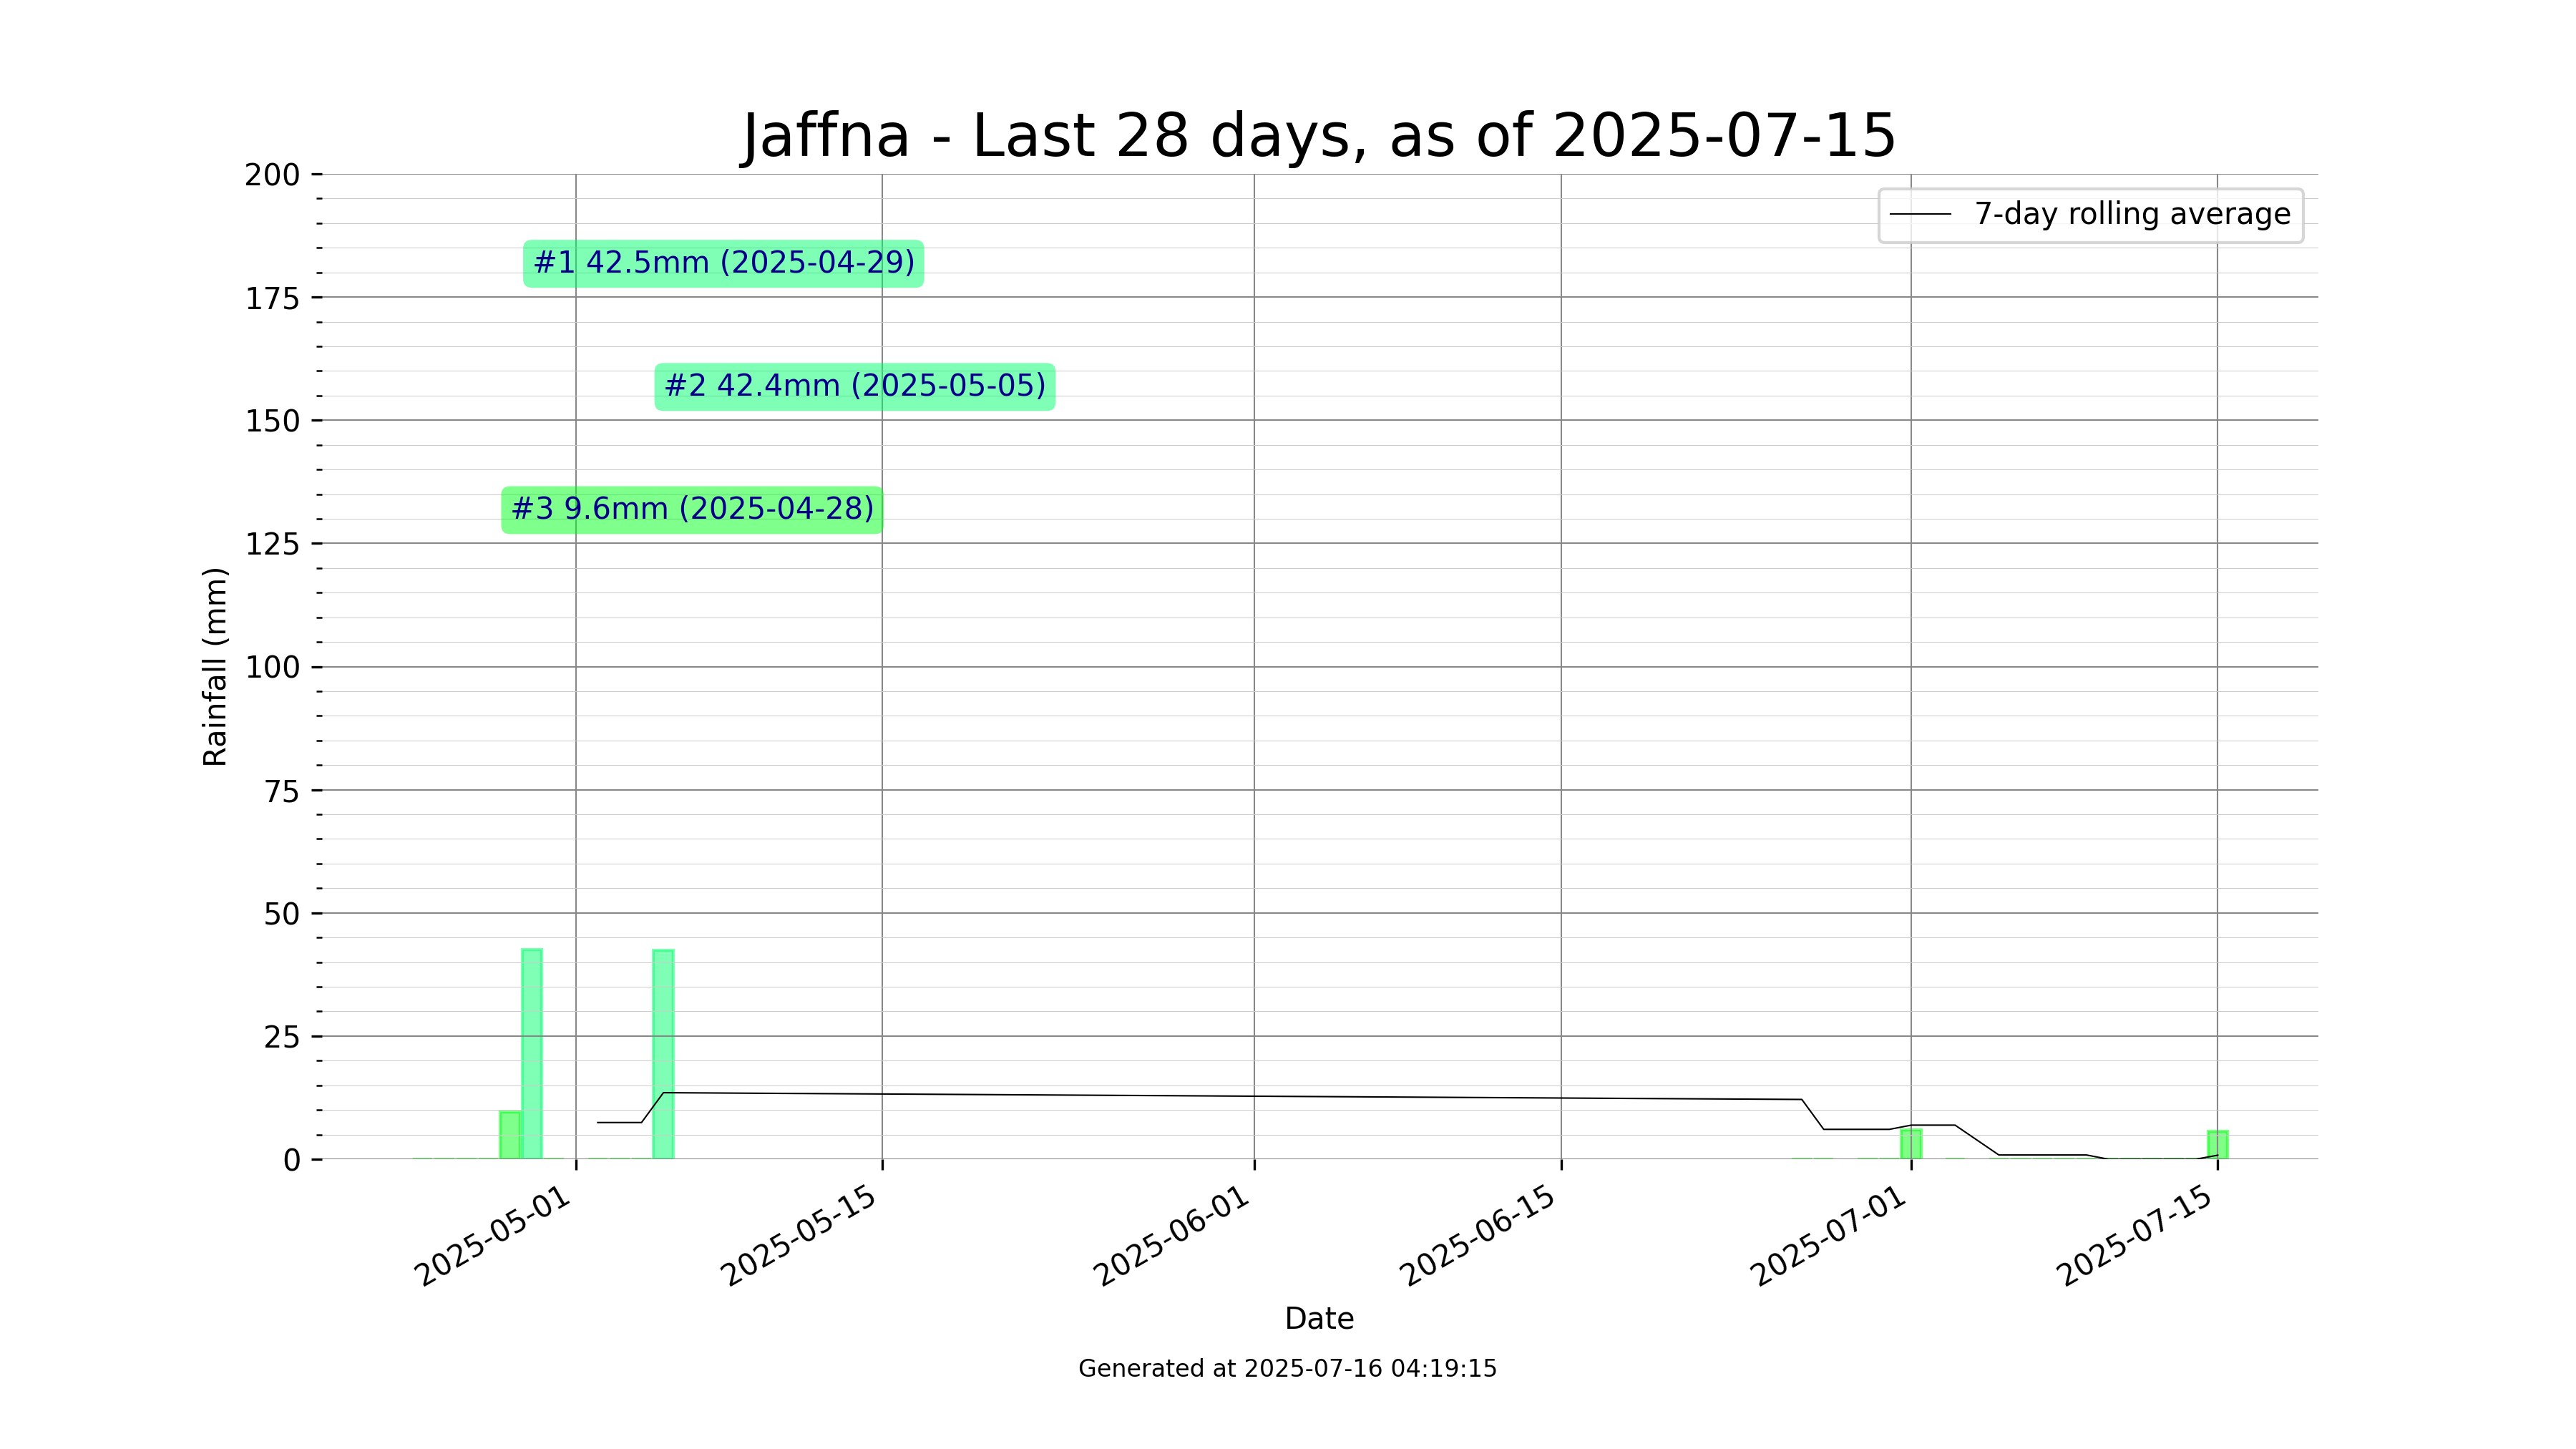 Jaffna - Last 28 days, as of 2025-07-15
200
175
150
125
100
75
50
25
0
Rainfall (mm)
7-day rolling average
#1 42.5mm (2025-04-29)
#2 42.4mm (2025-05-05)
#3 9.6mm (2025-04-28)
2025-05-01
2025-05-15
2025-06-01
2025-06-15
2025-07-01
2025-07-15
Date
Generated at 2025-07-16 04:19:15